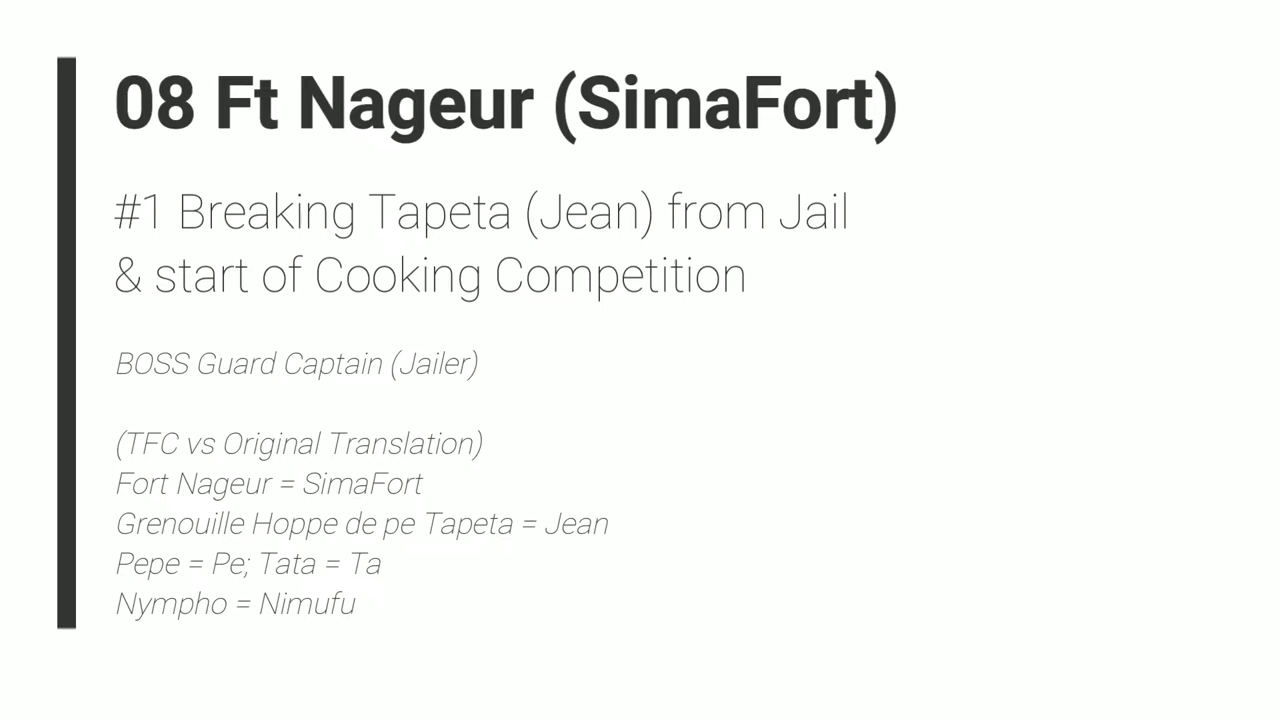 08 Ft Nageur (SimaFort)
#1 Breaking Tapeta (Jean) from Jail
& start of Cooking Competition
BOSS Guard Captain (Jailer)
(TFC vs Original Translation)
Fort Nageur = SimaFort
Grenouille Hoppe de pe Tapeta = Jean
Pepe = Pe; Tata = Ta
Nympho = Nimufu